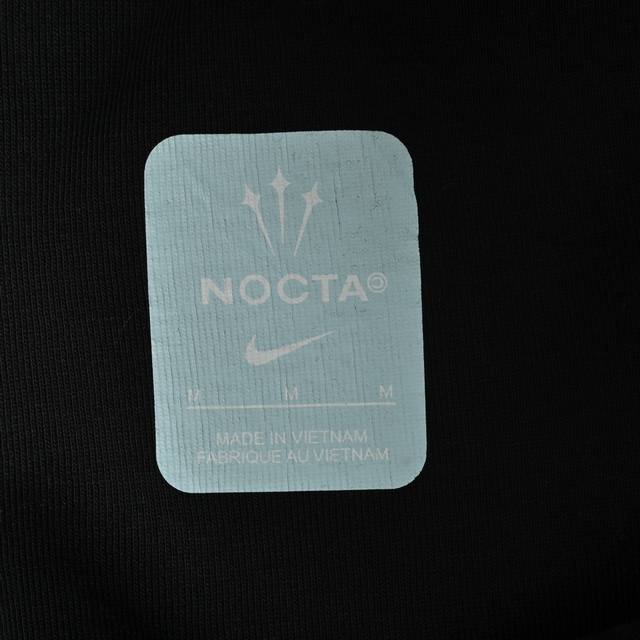 NOCTA
M M M
MADE IN VIETNAM
FABRIQUE AU VIETNAM